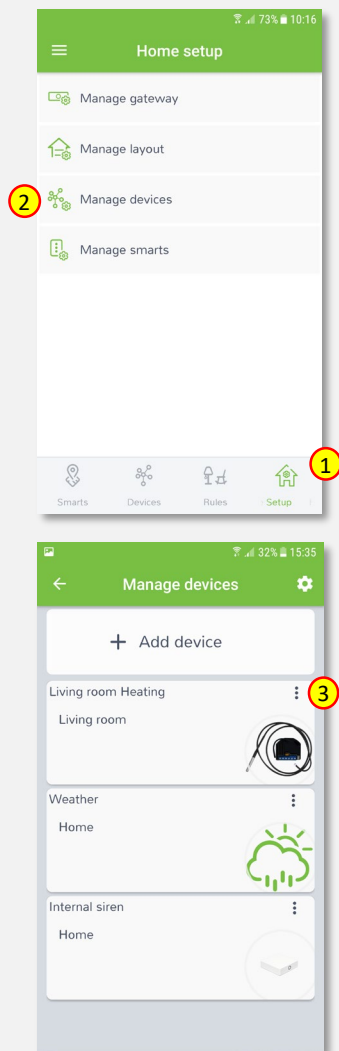 73% 10:16
Home setup
Manage gateway
Manage layout
2
Manage devices
Manage smarts
1
Smarts
Devices
Rules
Setup
32% 15:35
Manage devices
+ Add device
Living room Heating
3
Living room
Weather
Home
Internal siren
Home